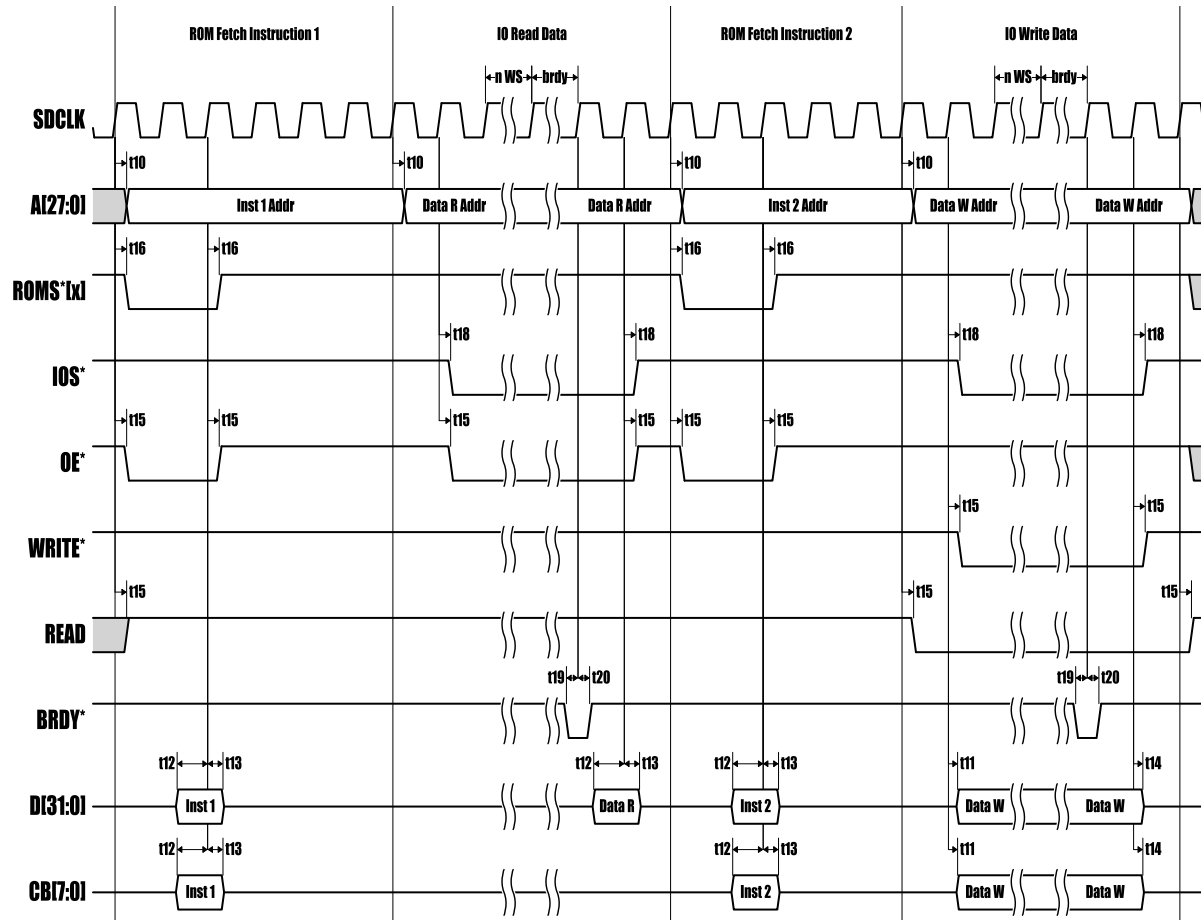 ROM Fetch Instruction 1 IO Read Data ROM Fetch Instruction 2 IO Write Data
n WS brdy n WS brdy
SDCLK
t10 t10 t10 t10
A[27:0] Inst 1 Addr Data R Addr Data R Addr Inst 2 Addr Data W Addr Data W Addr
t16 t16 t16 t16
ROMS*[x]
t18 t18 t18 t18
IOS*
t15 t15 t15 t15 t15 t15
OE*
t15 t15
WRITE*
t15 t15 t15
READ
t19 t20 t19 t20
BRDY*
t12 t13 t12 t13 t12 t13 t11 t14
D[31:0] Inst 1 Data R Inst 2 Data W Data W
t12 t13 t12 t13 t11 t14
CB[7:0] Inst 1 Inst 2 Data W Data W